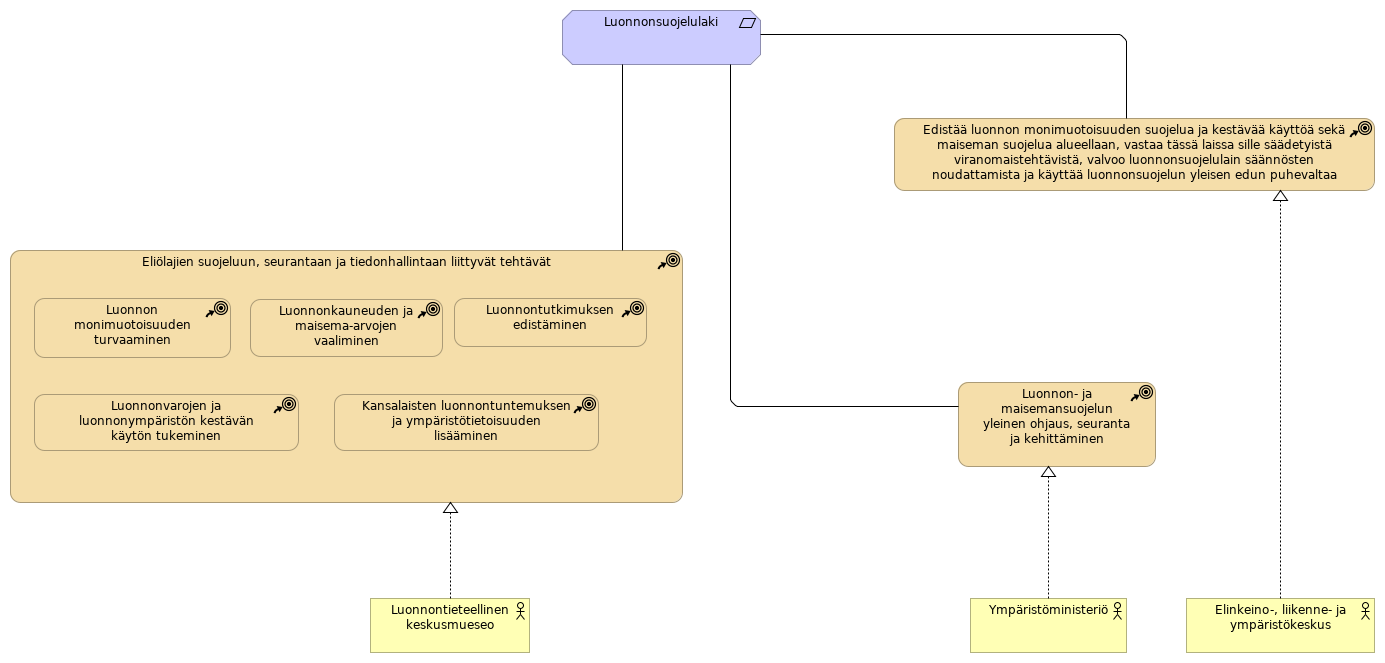 Luonnonsuojelulaki
Edistää luonnon monimuotoisuuden suojelua ja kestävää käyttöä sekä
maiseman suojelua alueellaan, vastaa tässä laissa sille säädetyistä
viranomaistehtävistä, valvoo luonnonsuojelulain säännösten
noudattamista ja käyttää luonnonsuojelun yleisen edun puhevaltaa
Eliölajien suojeluun, seurantaan ja tiedonhallintaan liittyvät tehtävät
Luonnon
monimuotoisuuden
turvaaminen
Luonnonkauneuden ja
maisema-arvojen
vaaliminen
Luonnontutkimuksen
edistäminen
Luonnonvarojen ja
luonnonympäristön kestävän
käytön tukeminen
Kansalaisten luonnontuntemuksen
ja ympäristötietoisuuden
lisääminen
Luonnon- ja
maisemansuojelun
yleinen ohjaus, seuranta
ja kehittäminen
Luonnontieteellinen
keskusmueseo
Ympäristöministeriö
Elinkeino-, liikenne- ja
ympäristökeskus